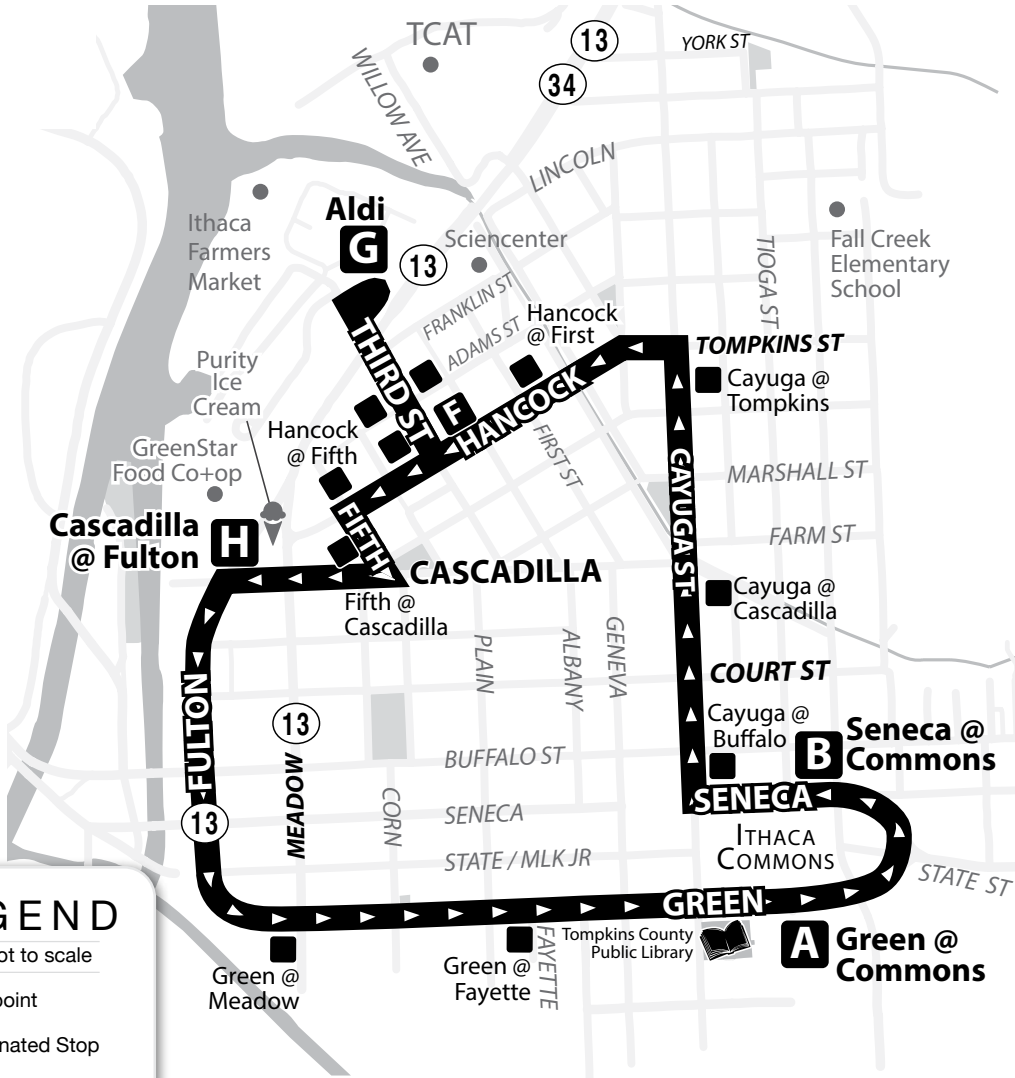 TCAT
13
34
YORK ST
WILLOW AVE
LINCOLN
Aldi
G
13
Ithaca
Farmers
Market
Sciencenter
TIOGA ST
Fall Creek
Elementary
School
FRANKLIN ST
ADAMS ST
Hancock
@ First
THIRD ST
TOMPKINS ST
Purity
Ice
Cream
Cayuga @
Tompkins
F
HANCOCK
Hancock
@ Fifth
FIRST ST
GreenStar
Food Co+op
MARSHALL ST
CAYUGA ST
FIFTH
Cascadilla
@ Fulton
H
FARM ST
CASCADILLA
Fifth @
Cascadilla
Cayuga @
Cascadilla
PLAIN
ALBANY
GENEVA
COURT ST
FULTON
13
MEADOW
Cayuga @
Buffalo
B
Seneca @
Commons
BUFFALO ST
CORN
SENECA
SENECA
13
ITHACA
COMMONS
STATE / MLK JR
STATE ST
GREEN
GEND
ot to scale
point
nated Stop
Green @
Meadow
Green @
Fayette
FAYETTE
Tompkins County
Public Library
A
Green @
Commons